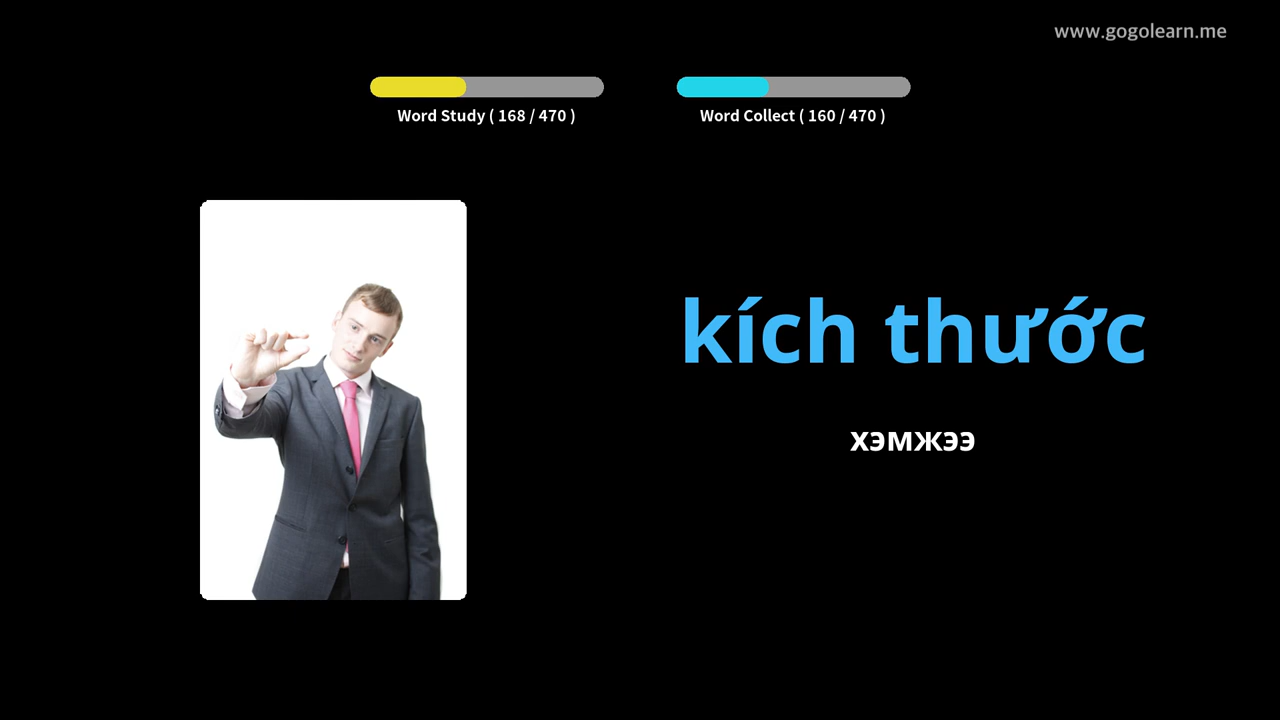 www.gogolearn.me
Word Study ( 168 / 470 )
Word Collect ( 160 / 470 )
kích thước
хэмжээ